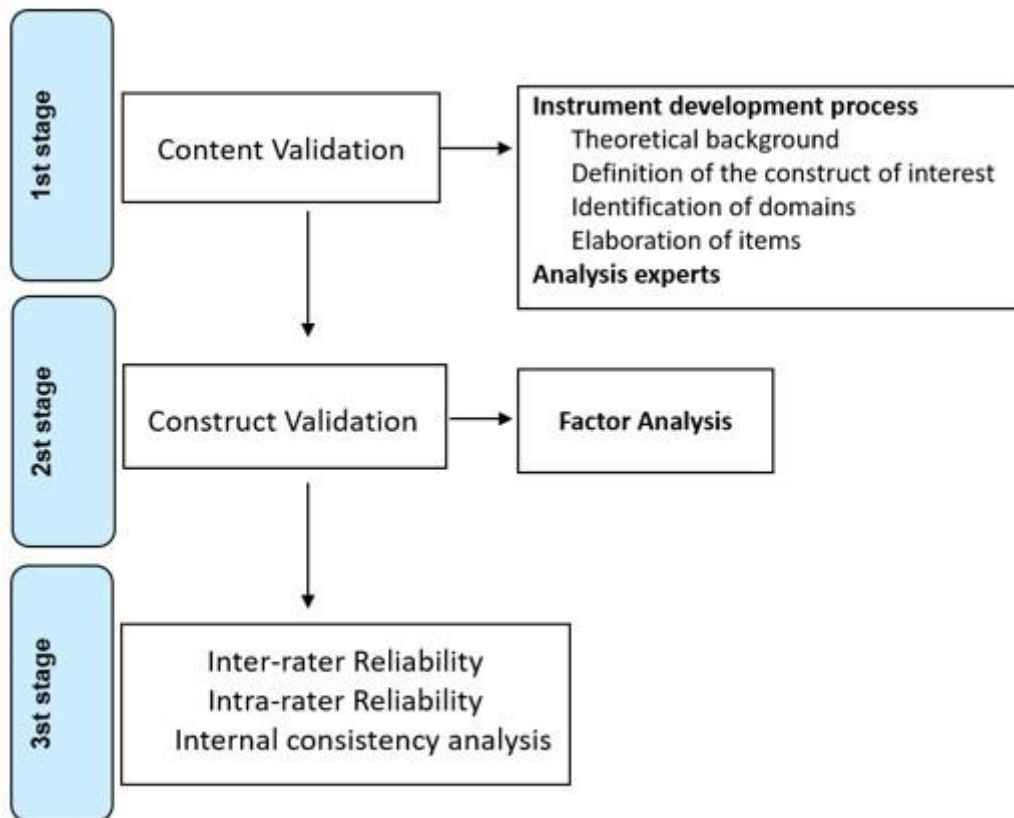 1st stage
Content Validation
Instrument development process
Theoretical background
Definition of the construct of interest
Identification of domains
Elaboration of items
Analysis experts
2st stage
Construct Validation
Factor Analysis
3st stage
Inter-rater Reliability
Intra-rater Reliability
Internal consistency analysis